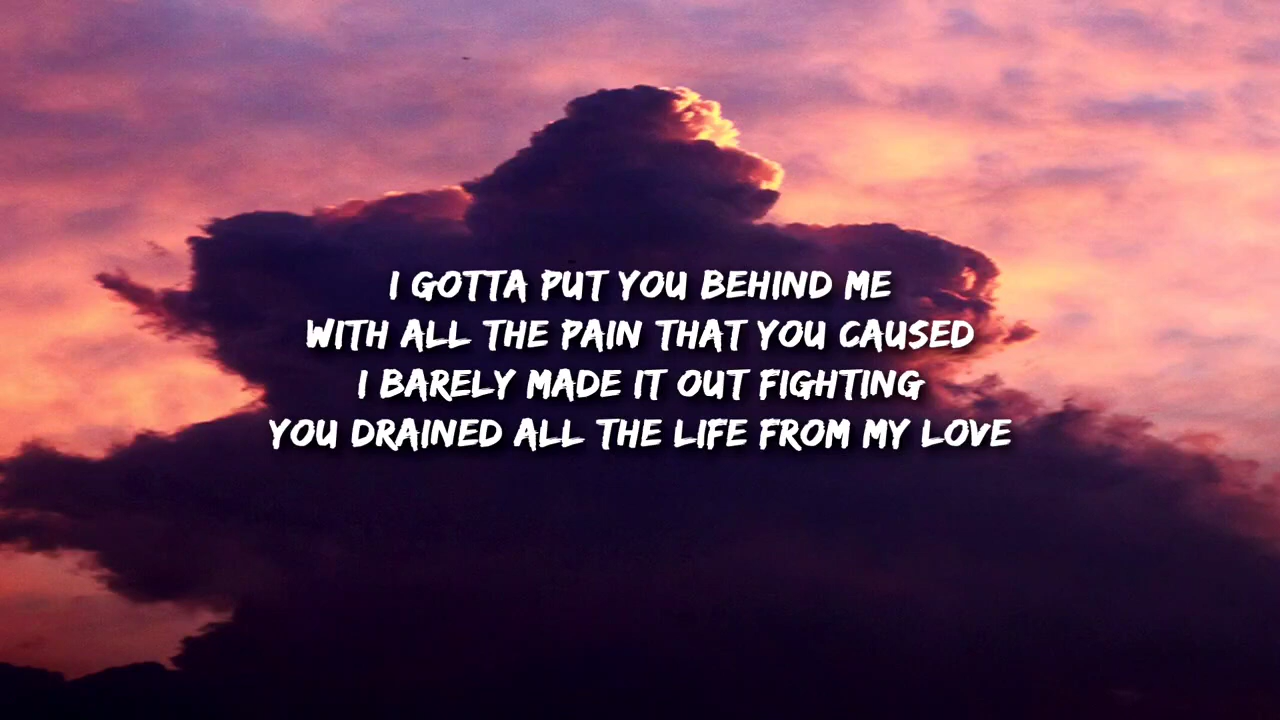 I GOTTA PUT YOU BEHIND ME
WITH ALL THE PAIN THAT YOU CAUSED
I BARELY MADE IT OUT FIGHTING
YOU DRAINED ALL THE LIFE FROM MY LOVE